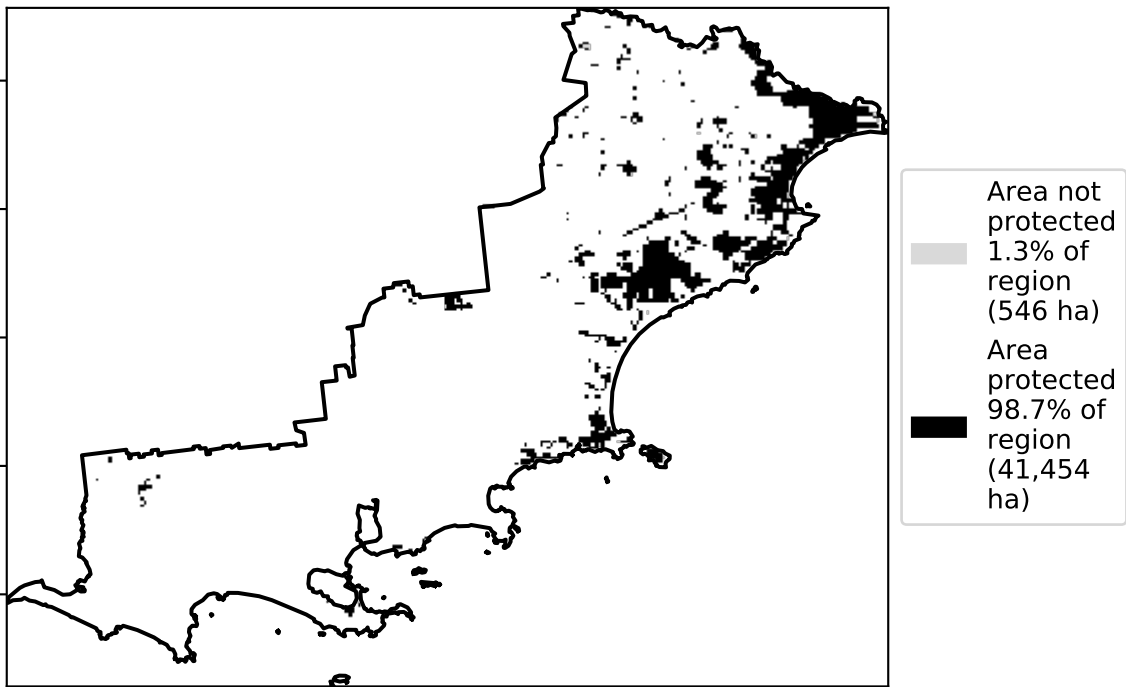 Area not
protected
1.3% of
region
(546 ha)
Area
protected
98.7% of
region
(41,454
ha)